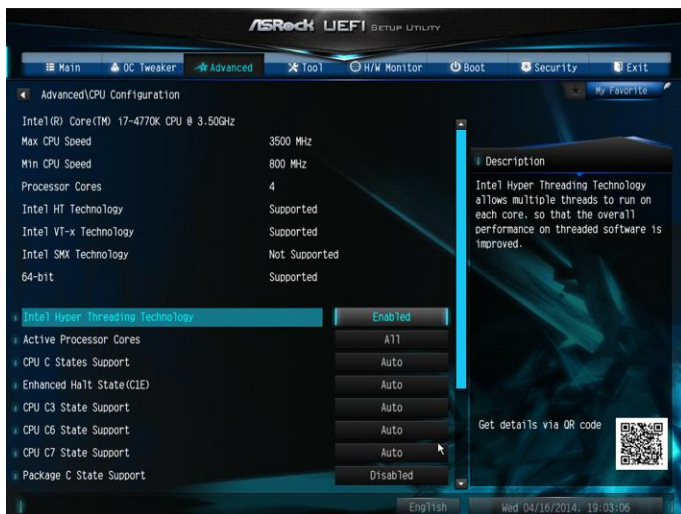 ASRock UEFI SETUP UTILITY
Main OC Tweaker Advanced Tool H/W Monitor Boot Security Exit
Advanced\CPU Configuration
My Favorite
Intel(R) Core(TM) i7-4770K CPU @ 3.50GHz
Max CPU Speed 3500 MHz
Min CPU Speed 800 MHz
Processor Cores 4
Intel HT Technology Supported
Intel VT-x Technology Supported
Intel SMX Technology Not Supported
64-bit Supported
Intel Hyper Threading Technology Enabled
Active Processor Cores All
CPU C States Support Auto
Enhanced Halt State(C1E) Auto
CPU C3 State Support Auto
CPU C6 State Support Auto
CPU C7 State Support Auto
Package C State Support Disabled
Description
Intel Hyper Threading Technology
allows multiple threads to run on
each core. so that the overall
performance on threaded software is
improved.
Get details via QR code
English
Wed 04/16/2014. 19:03:06